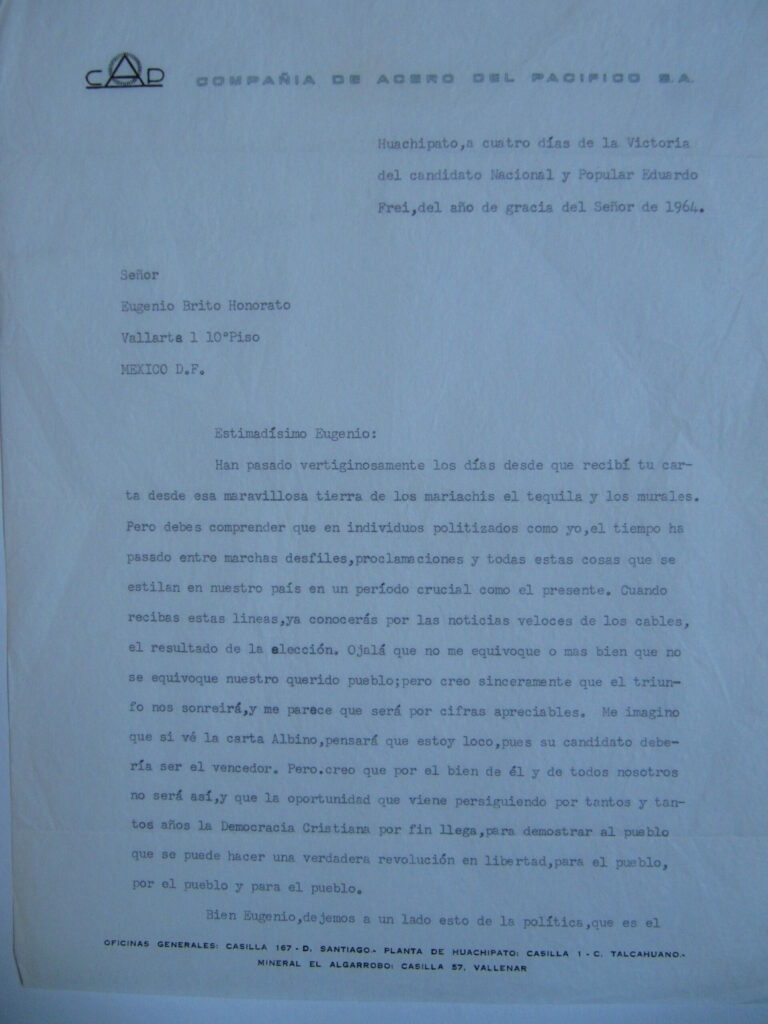 CAP COMPAÑIA DE ACERO DEL PACIFICO S.A.
Huachipato,a cuatro días de la Victoria
del candidato Nacional y Popular Eduardo
Frei,del año de gracia del Señor de 1964.
Señor
Eugenio Brito Honorato
Vallarta 1 10°Piso
MEXICO D.F.
Estimadísimo Eugenio:
Han pasado vertiginosamente los días desde que recibí tu car-
ta desde esa maravillosa tierra de los mariachis el tequila y los murales.
Pero debes comprender que en individuos politizados como yo,el tiempo ha
pasado entre marchas desfiles,proclamaciones y todas estas cosas que se
estilan en nuestro país en un período crucial como el presente. Cuando
recibas estas lineas,ya conocerás por las noticias veloces de los cables,
el resultado de la elección. Ojalá que no me equivoque o mas bien que no
se equivoque nuestro querido pueblo;pero creo sinceramente que el triun-
fo nos sonreirá,y me parece que será por cifras apreciables. Me imagino
que si vé la carta Albino,pensará que estoy loco,pues su candidato debe-
ría ser el vencedor. Pero.creo que por el bien de él y de todos nosotros
no será así,y que la oportunidad que viene persiguiendo por tantos y tan-
tos años la Democracia Cristiana por fin llega,para demostrar al pueblo
que se puede hacer una verdadera revolución en libertad,para el pueblo,
por el pueblo y para el pueblo.
Bien Eugenio,dejemos a un lado esto de la política,que es el
OFICINAS GENERALES: CASILLA 167 - D. SANTIAGO.- PLANTA DE HUACHIPATO: CASILLA 1 - C. TALCAHUANO.-
MINERAL EL ALGARROBO: CASILLA 57, VALLENAR